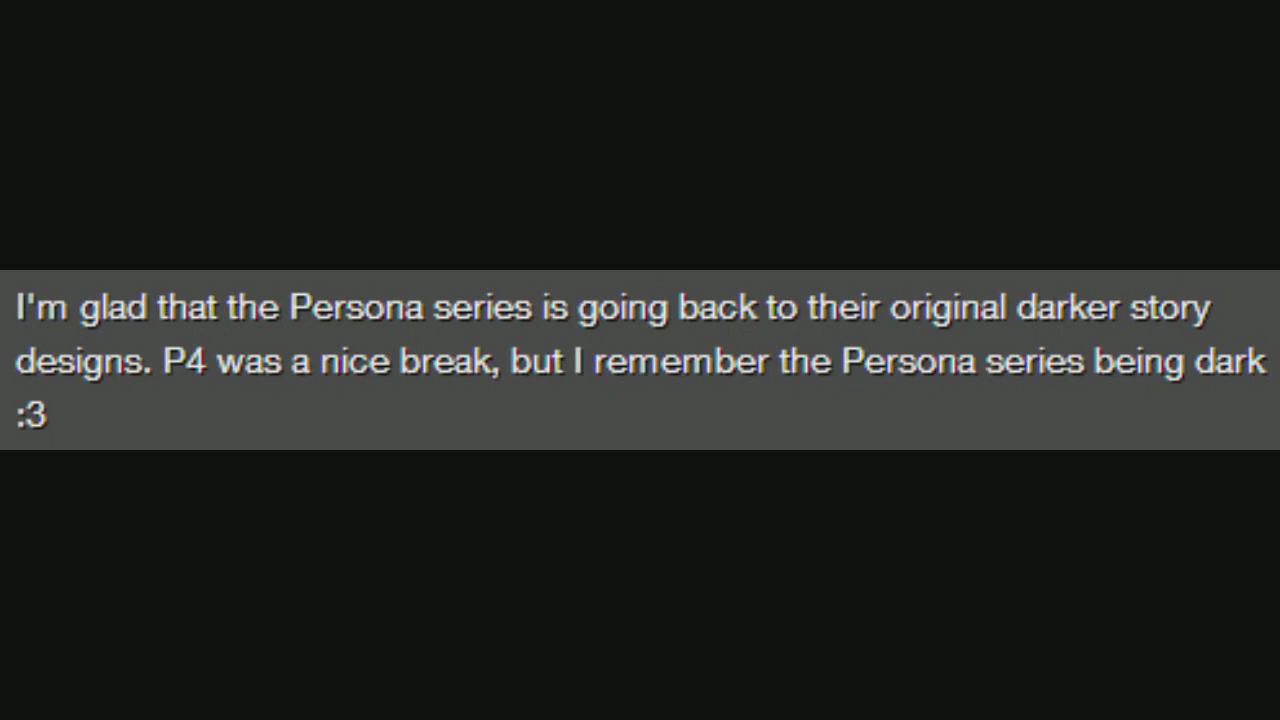 I'm glad that the Persona series is going back to their original darker story
designs. P4 was a nice break, but I remember the Persona series being dark
:3